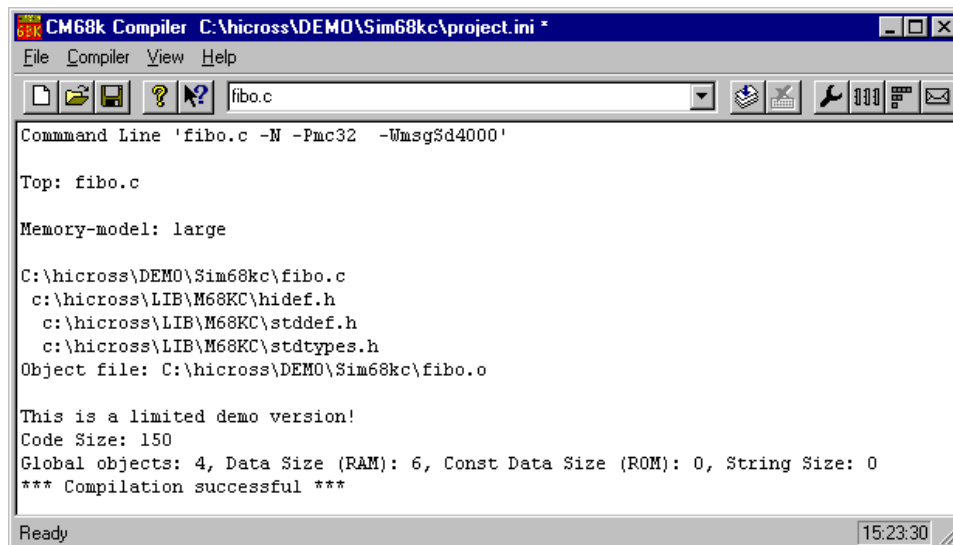 CM68k Compiler C:\hicross\DEMO\Sim68kc\project.ini *
File Compiler View Help
fibo.c
Commmand Line 'fibo.c -N -Pmc32 -WmsgSd4000'
Top: fibo.c
Memory-model: large
C:\hicross\DEMO\Sim68kc\fibo.c
c:\hicross\LIB\M68KC\hidef.h
c:\hicross\LIB\M68KC\stddef.h
c:\hicross\LIB\M68KC\stdtypes.h
Object file: C:\hicross\DEMO\Sim68kc\fibo.o
This is a limited demo version!
Code Size: 150
Global objects: 4, Data Size (RAM): 6, Const Data Size (ROM): 0, String Size: 0
*** Compilation successful ***
Ready 15:23:30